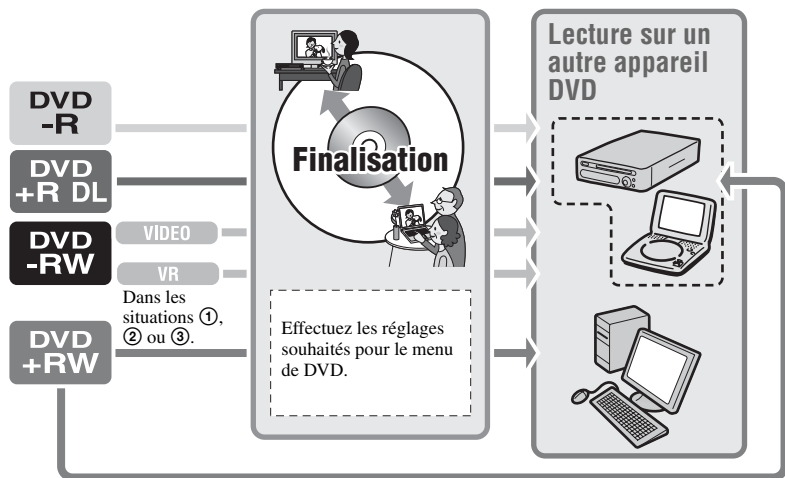 DVD
-R
DVD
+R DL
DVD
-RW
VIDEO
VR
Dans les
situations ①,
② ou ③.
DVD
+RW
Finalisation
Effectuez les réglages
souhaités pour le menu
de DVD.
Lecture sur un
autre appareil
DVD